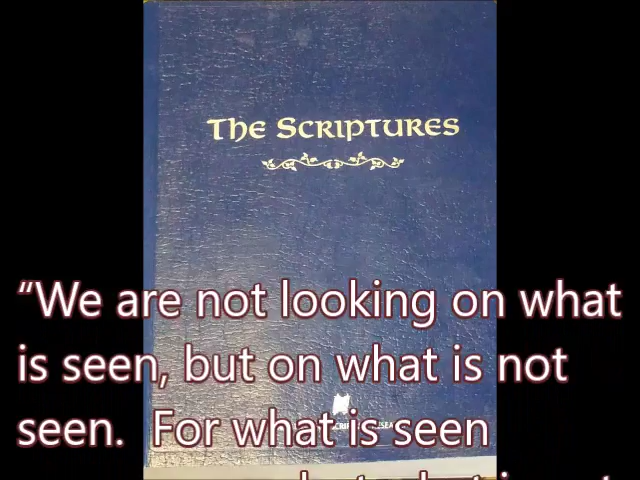 The Scriptures
“We are not looking on what
is seen, but on what is not
seen. For what is seen